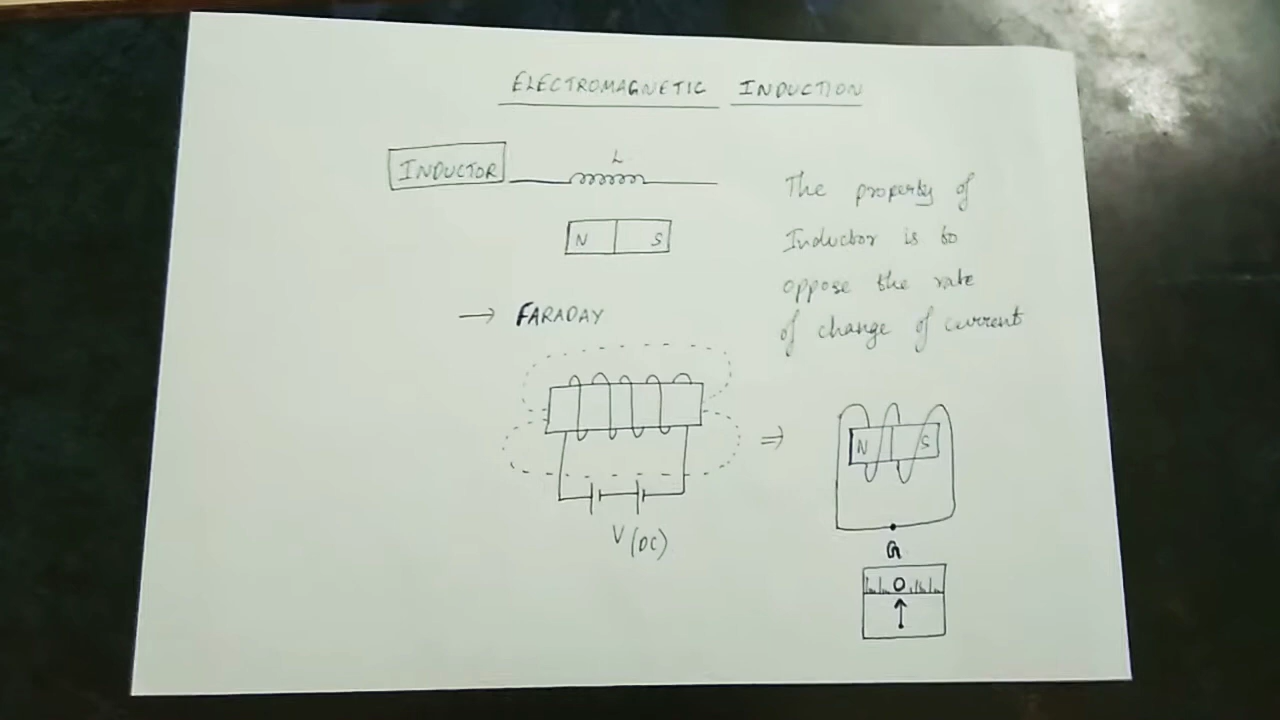 ELECTROMAGNETIC INDUCTION
INDUCTOR
L
N S
The property of
Inductor is to
oppose the rate
of change of current
→ FARADAY
V (DC)
⇒
N S
G
0